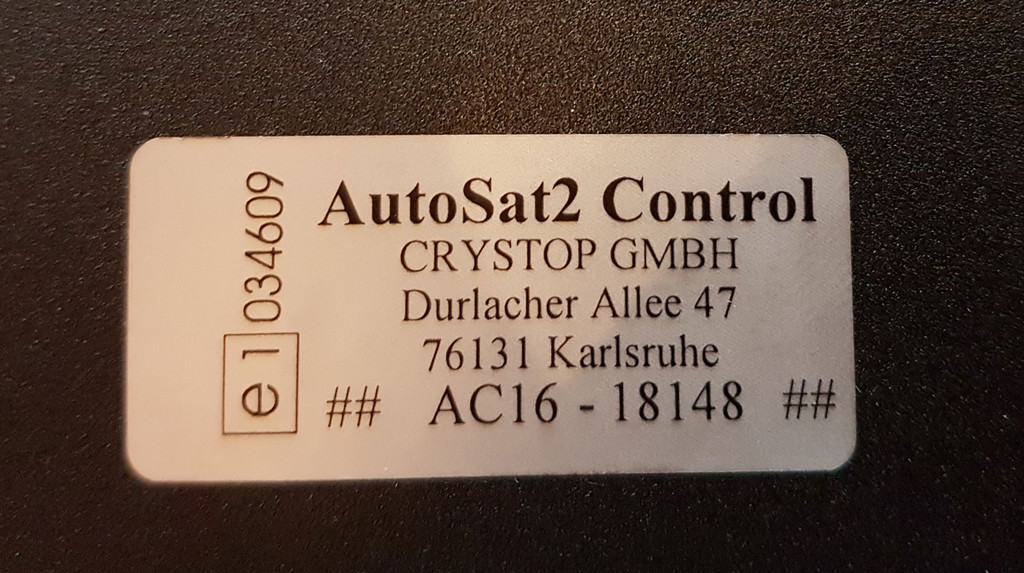 AutoSat2 Control
CRYSTOP GMBH
Durlacher Allee 47
76131 Karlsruhe
## AC16 - 18148 ##
e1 034609